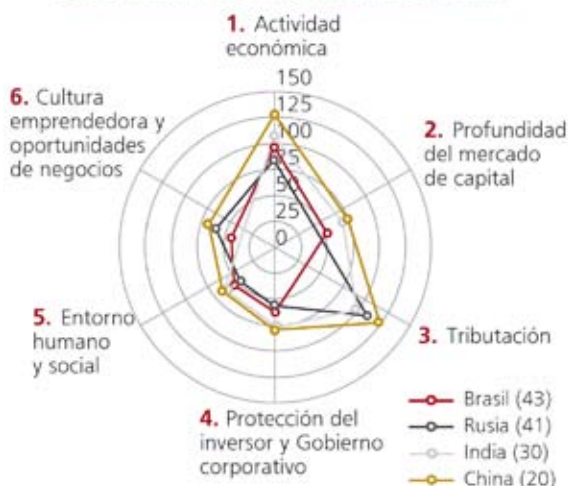 1. Actividad
económica
150
125
100
75
50
25
0
2. Profundidad
del mercado
de capital
3. Tributación
4. Protección del
inversor y Gobierno
corporativo
5. Entorno
humano
y social
6. Cultura
emprendedora y
oportunidades
de negocios
Brasil (43)
Rusia (41)
India (30)
China (20)